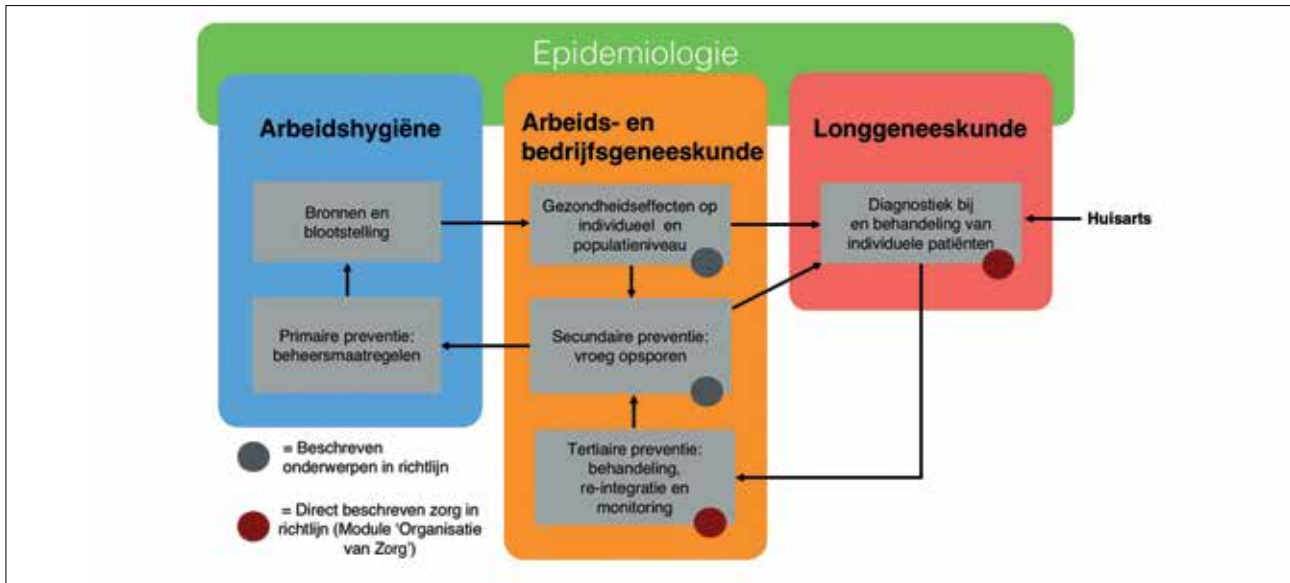 Epidemiologie
Arbeidshygiëne
Bronnen en
blootstelling
Primaire preventie:
beheersmaatregelen
Arbeids- en
bedrijfsgeneeskunde
Gezondheidseffecten op
individueel en
populatieniveau
Secundaire preventie:
vroeg opsporen
Tertiaire preventie:
behandeling,
re-integratie en
monitoring
Longgeneeskunde
Diagnostiek bij
en behandeling van
individuele patiënten
Huisarts
= Beschreven
onderwerpen in richtlijn
= Direct beschreven zorg in
richtlijn (Module ‘Organisatie
van Zorg’)